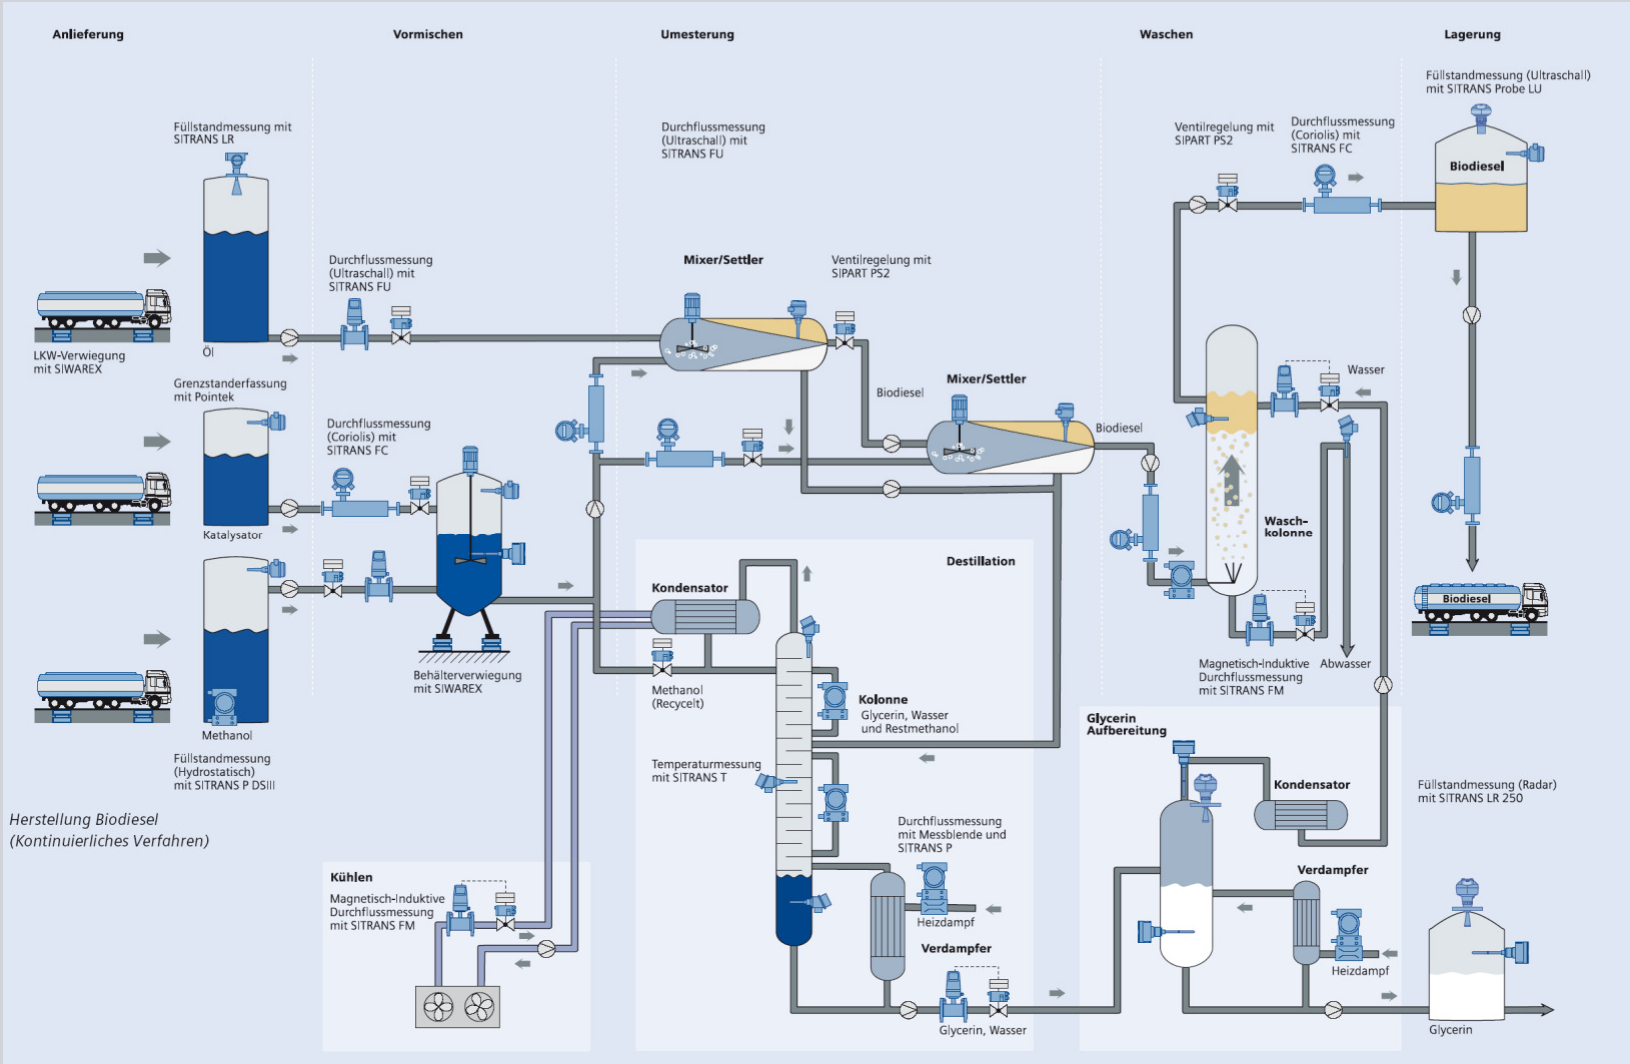 Anlieferung
Vormischen
Umesterung
Waschen
Lagerung
Füllstandmessung mit
SITRANS LR
Öl
LKW-Verwiegung
mit SIWAREX
Grenzstanderfassung
mit Pointek
Katalysator
Methanol
Füllstandmessung
(Hydrostatisch)
mit SITRANS P DSIII
Herstellung Biodiesel
(Kontinuierliches Verfahren)
Durchflussmessung
(Ultraschall) mit
SITRANS FU
Durchflussmessung
(Coriolis) mit
SITRANS FC
Behälterverwiegung
mit SIWAREX
Kühlen
Magnetisch-Induktive
Durchflussmessung
mit SITRANS FM
Durchflussmessung
(Ultraschall) mit
SITRANS FU
Mixer/Settler
Ventilregelung mit
SIPART PS2
Biodiesel
Mixer/Settler
Biodiesel
Destillation
Kondensator
Methanol
(Recycelt)
Kolonne
Glycerin, Wasser
und Restmethanol
Temperaturmessung
mit SITRANS T
Durchflussmessung
mit Messblende und
SITRANS P
Heizdampf
Verdampfer
Glycerin, Wasser
Ventilregelung mit
SIPART PS2
Durchflussmessung
(Coriolis) mit
SITRANS FC
Wasser
Wasch-
kolonne
Magnetisch-Induktive
Durchflussmessung
mit SITRANS FM
Abwasser
Glycerin
Aufbereitung
Kondensator
Verdampfer
Heizdampf
Füllstandmessung (Ultraschall)
mit SITRANS Probe LU
Biodiesel
Biodiesel
Füllstandmessung (Radar)
mit SITRANS LR 250
Glycerin